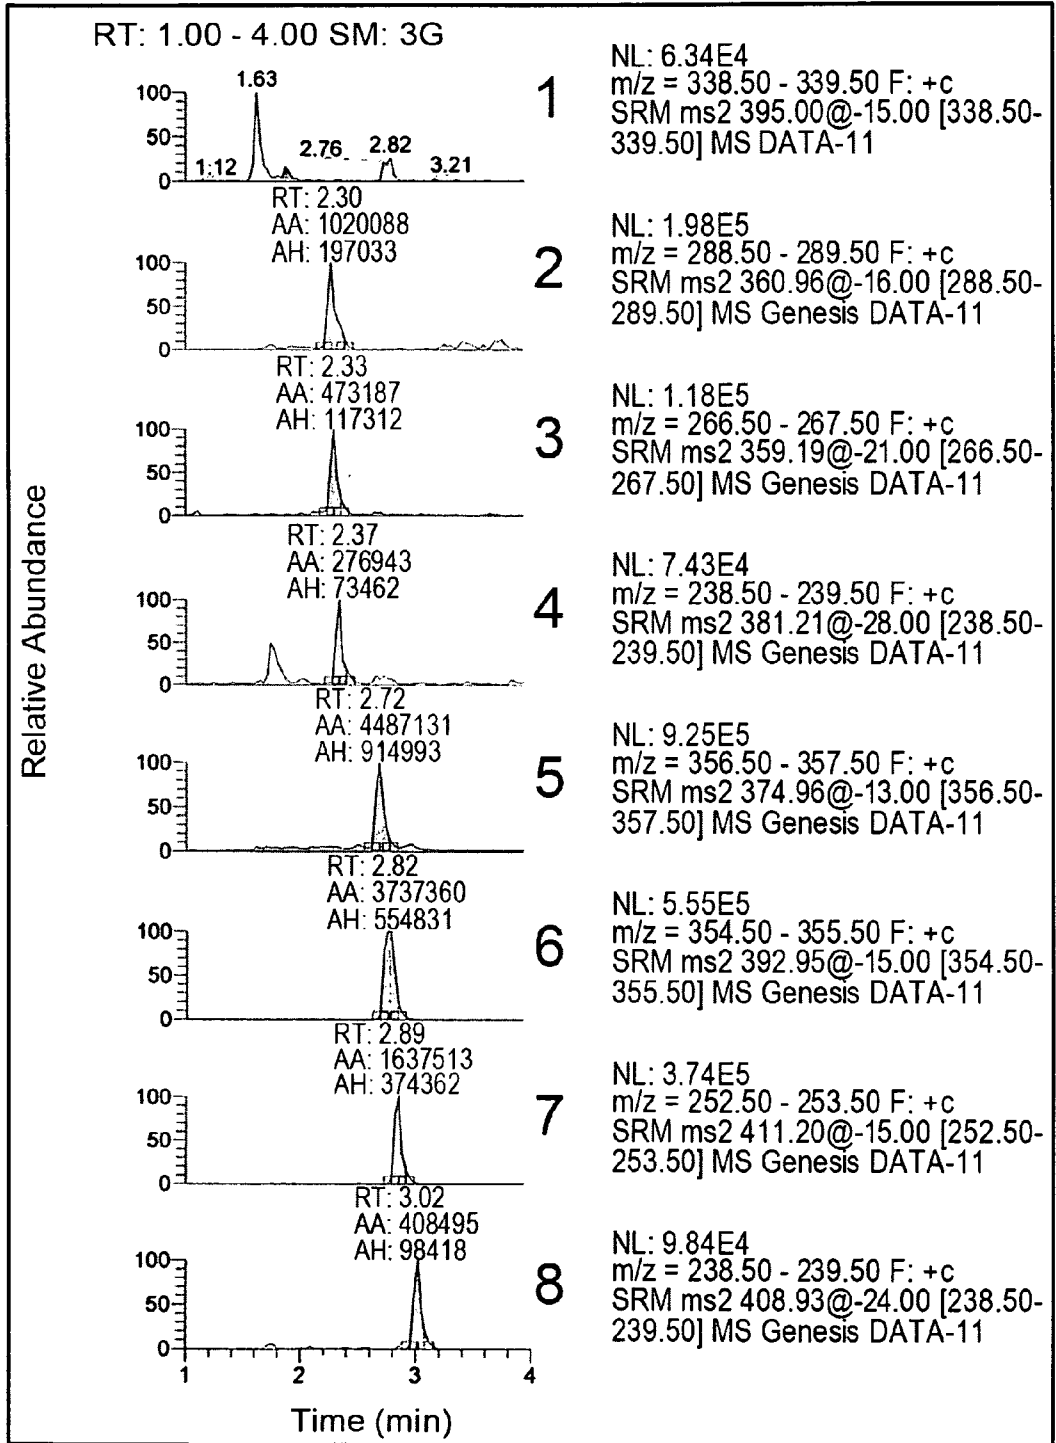 RT: 1.00 - 4.00 SM: 3G
Relative Abundance
100
50
0
1.12
1.63
2.76
2.82
3.21
1
NL: 6.34E4
m/z = 338.50 - 339.50 F: +c
SRM ms2 395.00@-15.00 [338.50-
339.50] MS DATA-11
RT: 2.30
AA: 1020088
AH: 197033
100
50
0
2
NL: 1.98E5
m/z = 288.50 - 289.50 F: +c
SRM ms2 360.96@-16.00 [288.50-
289.50] MS Genesis DATA-11
RT: 2.33
AA: 473187
AH: 117312
100
50
0
3
NL: 1.18E5
m/z = 266.50 - 267.50 F: +c
SRM ms2 359.19@-21.00 [266.50-
267.50] MS Genesis DATA-11
RT: 2.37
AA: 276943
AH: 73462
100
50
0
4
NL: 7.43E4
m/z = 238.50 - 239.50 F: +c
SRM ms2 381.21@-28.00 [238.50-
239.50] MS Genesis DATA-11
RT: 2.72
AA: 4487131
AH: 914993
100
50
0
5
NL: 9.25E5
m/z = 356.50 - 357.50 F: +c
SRM ms2 374.96@-13.00 [356.50-
357.50] MS Genesis DATA-11
RT: 2.82
AA: 3737360
AH: 554831
100
50
0
6
NL: 5.55E5
m/z = 354.50 - 355.50 F: +c
SRM ms2 392.95@-15.00 [354.50-
355.50] MS Genesis DATA-11
RT: 2.89
AA: 1637513
AH: 374362
100
50
0
7
NL: 3.74E5
m/z = 252.50 - 253.50 F: +c
SRM ms2 411.20@-15.00 [252.50-
253.50] MS Genesis DATA-11
RT: 3.02
AA: 408495
AH: 98418
100
50
0
8
NL: 9.84E4
m/z = 238.50 - 239.50 F: +c
SRM ms2 408.93@-24.00 [238.50-
239.50] MS Genesis DATA-11
1 2 3 4
Time (min)